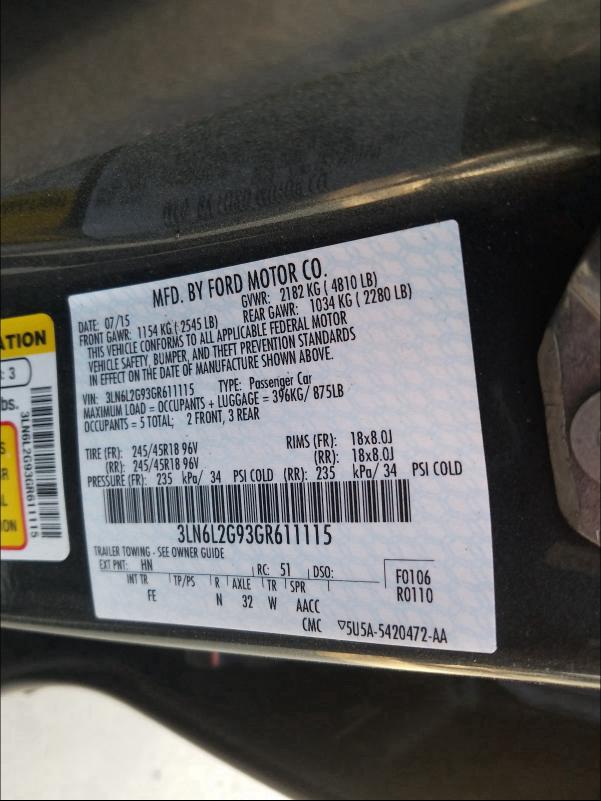 MFD. BY FORD MOTOR CO.
DATE: 07/15 GVWR: 2182 KG ( 4810 LB)
FRONT GAWR: 1154 KG ( 2545 LB) REAR GAWR: 1034 KG ( 2280 LB)
THIS VEHICLE CONFORMS TO ALL APPLICABLE FEDERAL MOTOR
VEHICLE SAFETY, BUMPER, AND THEFT PREVENTION STANDARDS
IN EFFECT ON THE DATE OF MANUFACTURE SHOWN ABOVE.
VIN: 3LN6L2G93GR611115 TYPE: Passenger Car
MAXIMUM LOAD = OCCUPANTS + LUGGAGE = 396KG/ 875LB
OCCUPANTS = 5 TOTAL; 2 FRONT, 3 REAR
TIRE (FR): 245/45R18 96V RIMS (FR): 18x8.0J
(RR): 245/45R18 96V (RR): 18x8.0J
PRESSURE (FR): 235 kPa/ 34 PSI COLD (RR): 235 kPa/ 34 PSI COLD
3LN6L2G93GR611115
TRAILER TOWING - SEE OWNER GUIDE
EXT PNT: HN RC: 51 DSO: F0106
INT TR TP/PS R AXLE TR SPR R0110
FE N 32 W AACC
CMC ▽5U5A-5420472-AA
ATION
: 3
bs.
S
R
AL
ION
3LN6L2G93GR611115